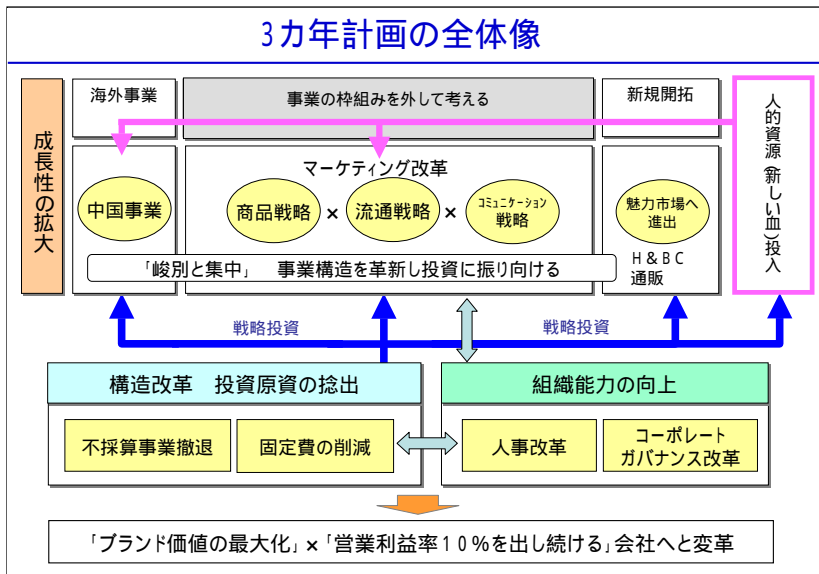 3カ年計画の全体像
成長性の拡大
海外事業
事業の枠組みを外して考える
新規開拓
人的資源(新しい血)投入
マーケティング改革
中国事業
商品戦略
×
流通戦略
×
コミュニケーション
戦略
魅力市場へ
進出
「峻別と集中」 事業構造を革新し投資に振り向ける
H&BC
通販
戦略投資
戦略投資
構造改革 投資原資の捻出
組織能力の向上
不採算事業撤退
固定費の削減
人事改革
コーポレート
ガバナンス改革
「ブランド価値の最大化」×「営業利益率10%を出し続ける」会社へと変革